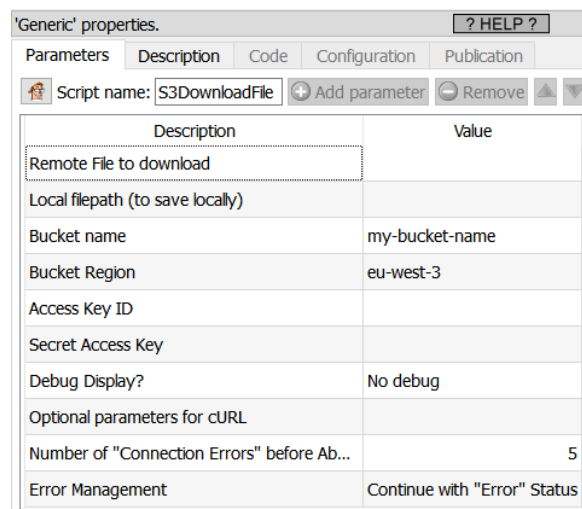 'Generic' properties.
? HELP ?
Parameters Description Code Configuration Publication
Script name: S3DownloadFile Add parameter Remove
Description Value
Remote File to download
Local filepath (to save locally)
Bucket name my-bucket-name
Bucket Region eu-west-3
Access Key ID
Secret Access Key
Debug Display? No debug
Optional parameters for cURL
Number of "Connection Errors" before Ab... 5
Error Management Continue with "Error" Status